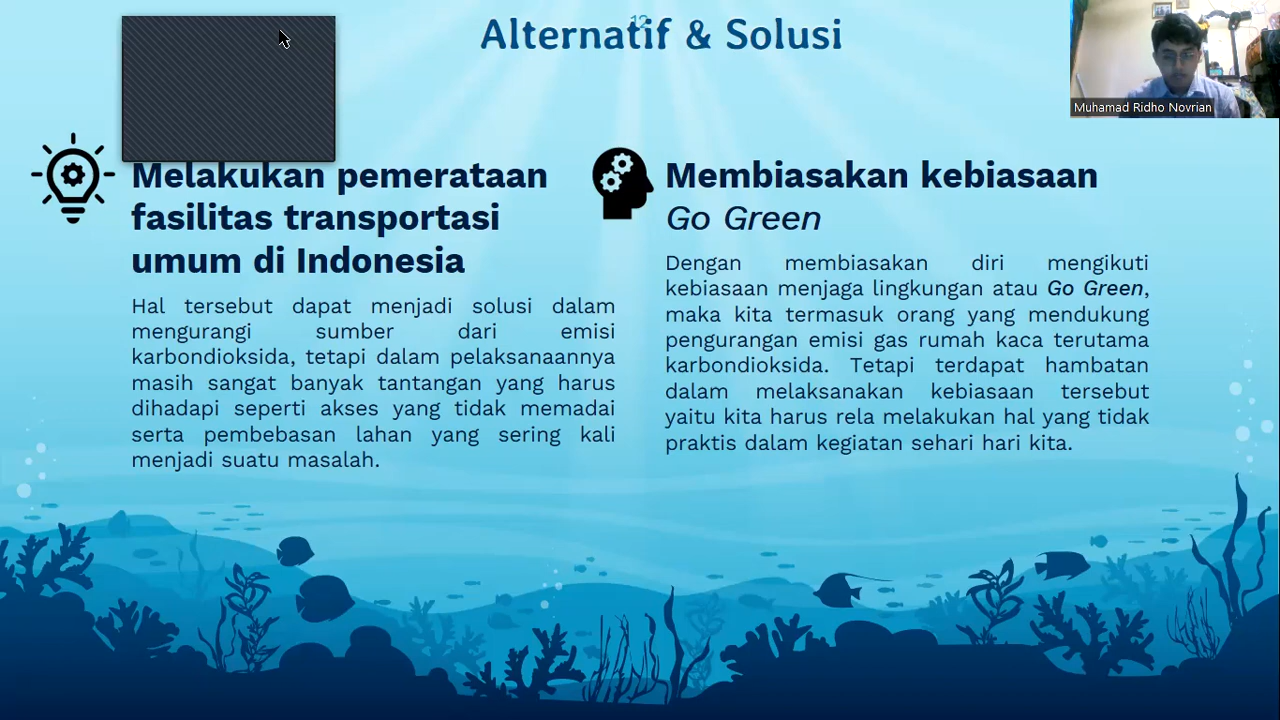 12
Alternatif & Solusi
Muhamad Ridho Novrian
Melakukan pemerataan
fasilitas transportasi
umum di Indonesia
Hal tersebut dapat menjadi solusi dalam
mengurangi sumber dari emisi
karbondioksida, tetapi dalam pelaksanaannya
masih sangat banyak tantangan yang harus
dihadapi seperti akses yang tidak memadai
serta pembebasan lahan yang sering kali
menjadi suatu masalah.
Membiasakan kebiasaan
Go Green
Dengan membiasakan diri mengikuti
kebiasaan menjaga lingkungan atau Go Green,
maka kita termasuk orang yang mendukung
pengurangan emisi gas rumah kaca terutama
karbondioksida. Tetapi terdapat hambatan
dalam melaksanakan kebiasaan tersebut
yaitu kita harus rela melakukan hal yang tidak
praktis dalam kegiatan sehari hari kita.